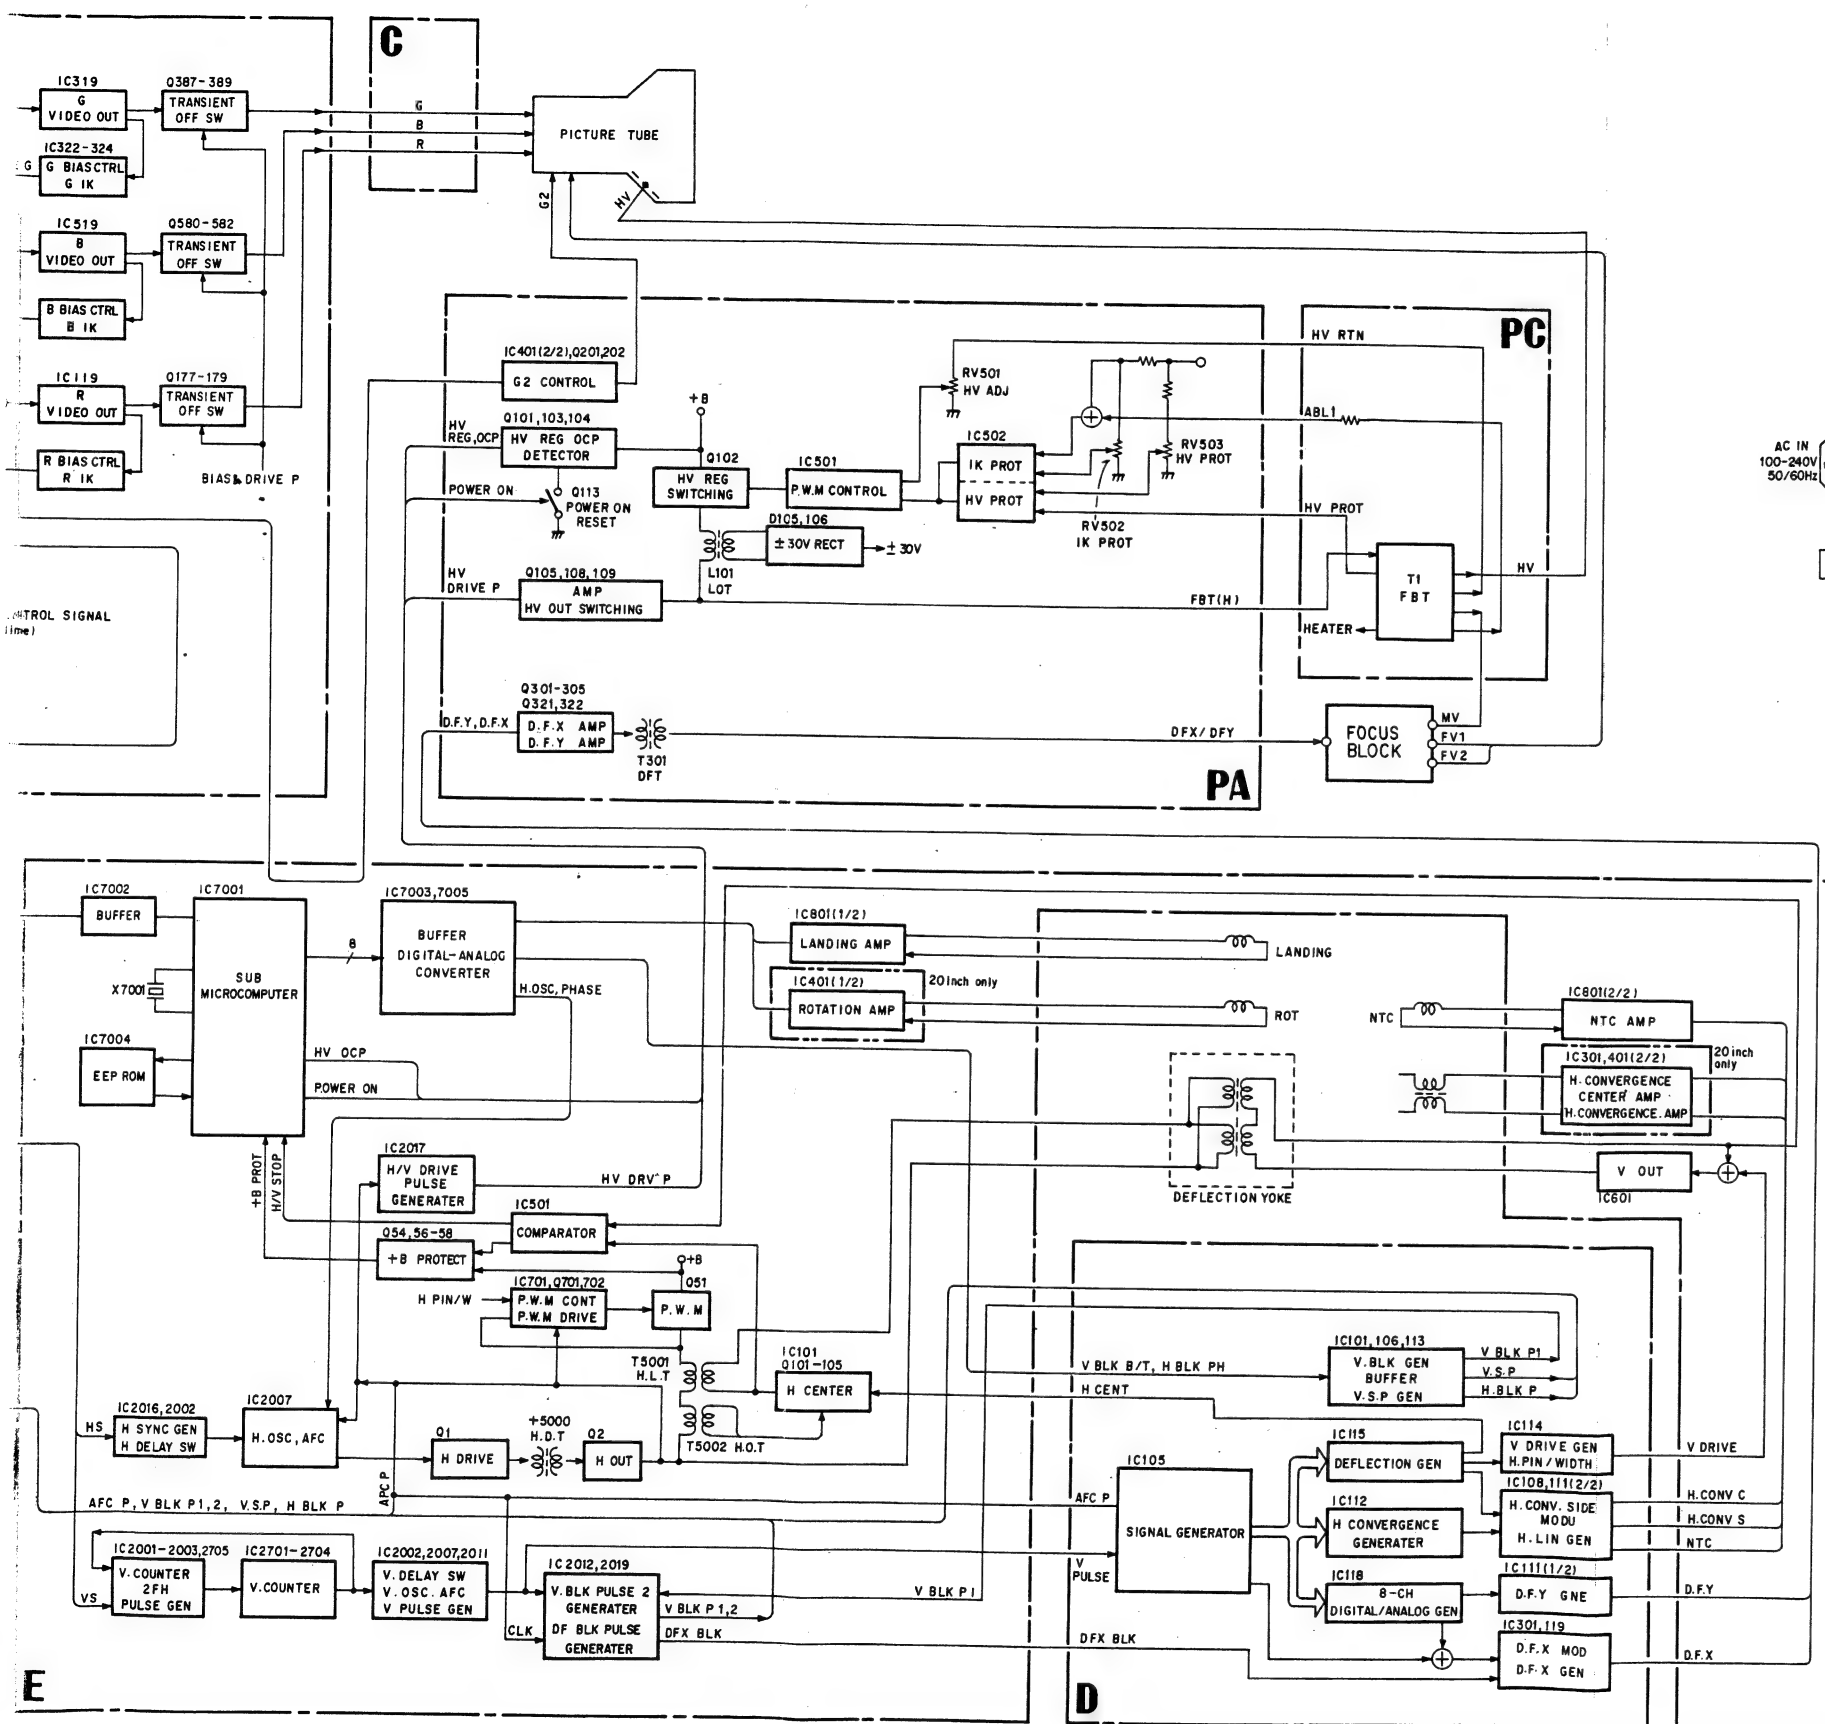 C
IC319
G
VIDEO OUT
Q387-389
TRANSIENT
OFF SW
IC322-324
G
G BIAS CTRL
G IK
G
B
R
PICTURE TUBE
G2
HV
IC519
B
VIDEO OUT
Q580-582
TRANSIENT
OFF SW
B BIAS CTRL
B IK
IC119
R
VIDEO OUT
Q177-179
TRANSIENT
OFF SW
R BIAS CTRL
R IK
BIAS& DRIVE P
TROL SIGNAL
PC
HV RTN
IC401(2/2),Q201,202
G2 CONTROL
RV501
HV ADJ
+B
Q101,103,104
HV REG OCP
DETECTOR
HV
REG,OCP
ABL1
IC502
IK PROT
HV PROT
RV503
HV PROT
Q102
HV REG
SWITCHING
IC501
P.W.M CONTROL
POWER ON
Q113
POWER ON
RESET
RV502
IK PROT
HV PROT
D105,106
±30V RECT
±30V
L101
LOT
HV
DRIVE P
Q105,108,109
AMP
HV OUT SWITCHING
FBT(H)
T1
FBT
HV
HEATER
AC IN
100-240V
50/60Hz
Q301-305
Q321,322
D.F.Y,D.F.X
D.F.X AMP
D.F.Y AMP
T301
DFT
DFX/DFY
FOCUS
BLOCK
MV
FV1
FV2
PA
IC7002
BUFFER
IC7001
SUB
MICROCOMPUTER
IC7003,7005
BUFFER
DIGITAL-ANALOG
CONVERTER
8
X7001
H.OSC,PHASE
IC7004
EEP ROM
HV OCP
POWER ON
IC801(1/2)
LANDING AMP
LANDING
IC401(1/2)
ROTATION AMP
20inch only
ROT
NTC
IC801(2/2)
NTC AMP
IC301,401(2/2)
H.CONVERGENCE
CENTER AMP
H.CONVERGENCE.AMP
20inch
only
DEFLECTION YOKE
V OUT
IC601
+B PROT
H/V STOP
IC2017
H/V DRIVE
PULSE
GENERATER
HV DRV P
IC501
COMPARATOR
Q54,56-58
+B PROTECT
+B
H PIN/W
IC701,Q701,702
P.W.M CONT
P.W.M DRIVE
Q51
P.W.M
T5001
H.L.T
IC101
Q101-105
H CENTER
T5002
H.O.T
V BLK B/T, H BLK PH
H CENT
IC101,106,113
V.BLK GEN
BUFFER
V.S.P GEN
V BLK P1
V.S.P
H.BLK P
HS
IC2016,2002
H SYNC GEN
H DELAY SW
IC2007
H.OSC,AFC
Q1
H DRIVE
+5000
H.D.T
Q2
H OUT
APC P
AFC P, V BLK P1,2, V.S.P, H BLK P
AFC P
IC105
SIGNAL GENERATOR
IC115
DEFLECTION GEN
IC114
V DRIVE GEN
H.PIN/WIDTH
V DRIVE
IC112
H CONVERGENCE
GENERATER
IC108,111(2/2)
H.CONV.SIDE
MODU
H.LIN GEN
H.CONV C
H.CONV S
NTC
V
PULSE
VS
IC2001-2003,2705
V.COUNTER
2FH
PULSE GEN
IC2701-2704
V.COUNTER
IC2002,2007,2011
V.DELAY SW
V.OSC.AFC
V PULSE GEN
IC2012,2019
V.BLK PULSE 2
GENERATER
DF BLK PULSE
GENERATER
CLK
V BLK P1
V BLK P1,2
DFX BLK
DFX BLK
IC118
8-CH
DIGITAL/ANALOG GEN
IC111(1/2)
D.F.Y GNE
D.F.Y
IC301,119
D.F.X MOD
D.F.X GEN
D.F.X
E
D